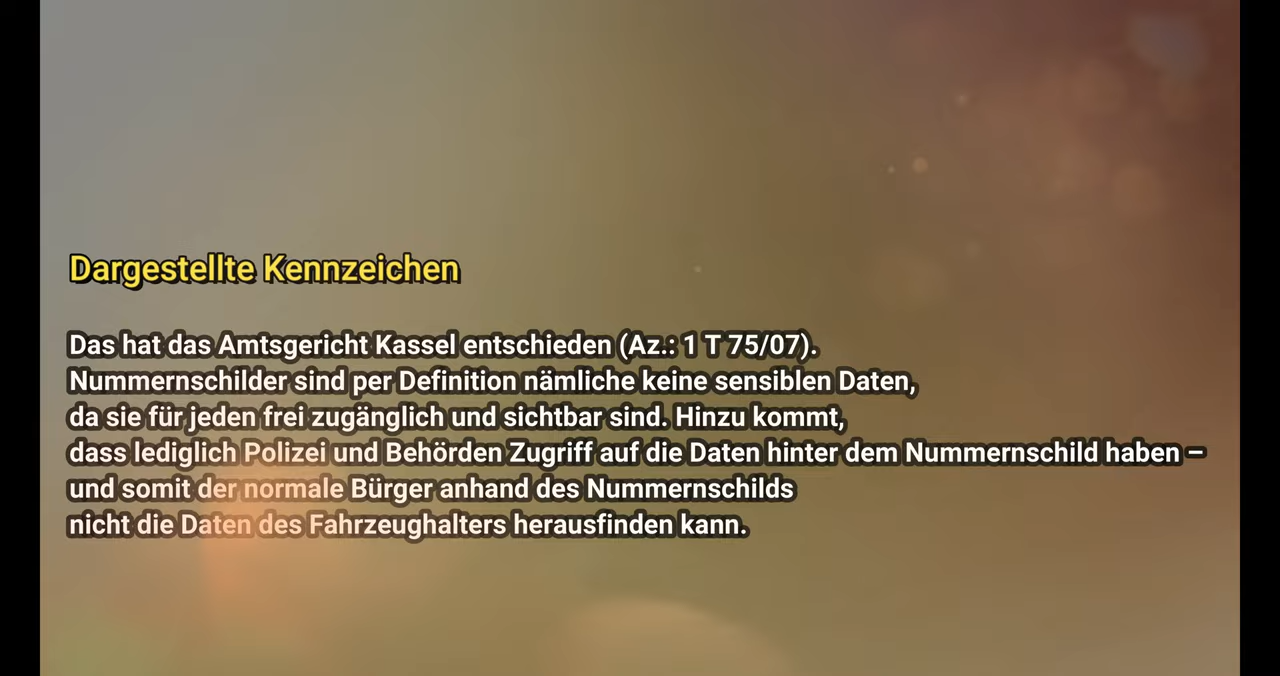 Dargestellte Kennzeichen
Das hat das Amtsgericht Kassel entschieden (Az.: 1 T 75/07).
Nummernschilder sind per Definition nämliche keine sensiblen Daten,
da sie für jeden frei zugänglich und sichtbar sind. Hinzu kommt,
dass lediglich Polizei und Behörden Zugriff auf die Daten hinter dem Nummernschild haben –
und somit der normale Bürger anhand des Nummernschilds
nicht die Daten des Fahrzeughalters herausfinden kann.